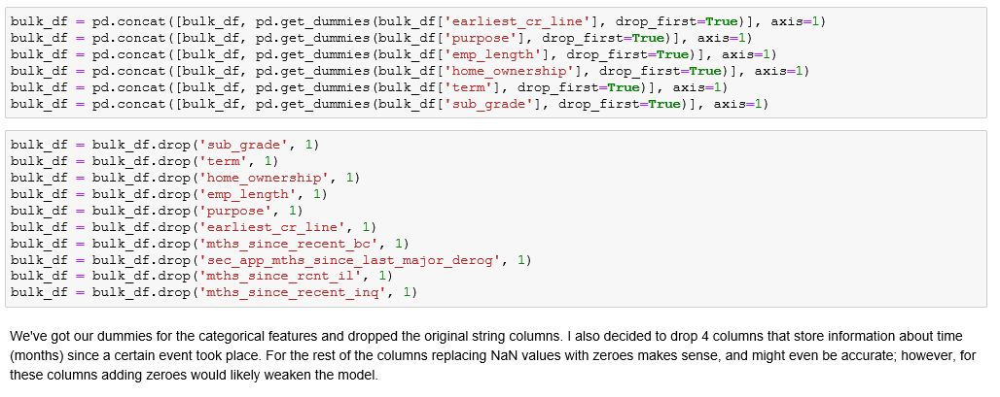 bulk_df = pd.concat([bulk_df, pd.get_dummies(bulk_df['earliest_cr_line'], drop_first=True)], axis=1)
bulk_df = pd.concat([bulk_df, pd.get_dummies(bulk_df['purpose'], drop_first=True)], axis=1)
bulk_df = pd.concat([bulk_df, pd.get_dummies(bulk_df['emp_length'], drop_first=True)], axis=1)
bulk_df = pd.concat([bulk_df, pd.get_dummies(bulk_df['home_ownership'], drop_first=True)], axis=1)
bulk_df = pd.concat([bulk_df, pd.get_dummies(bulk_df['term'], drop_first=True)], axis=1)
bulk_df = pd.concat([bulk_df, pd.get_dummies(bulk_df['sub_grade'], drop_first=True)], axis=1)
bulk_df = bulk_df.drop('sub_grade', 1)
bulk_df = bulk_df.drop('term', 1)
bulk_df = bulk_df.drop('home_ownership', 1)
bulk_df = bulk_df.drop('emp_length', 1)
bulk_df = bulk_df.drop('purpose', 1)
bulk_df = bulk_df.drop('earliest_cr_line', 1)
bulk_df = bulk_df.drop('mths_since_recent_bc', 1)
bulk_df = bulk_df.drop('sec_app_mths_since_last_major_derog', 1)
bulk_df = bulk_df.drop('mths_since_rcnt_il', 1)
bulk_df = bulk_df.drop('mths_since_recent_inq', 1)
We've got our dummies for the categorical features and dropped the original string columns. I also decided to drop 4 columns that store information about time
(months) since a certain event took place. For the rest of the columns replacing NaN values with zeroes makes sense, and might even be accurate; however, for
these columns adding zeroes would likely weaken the model.